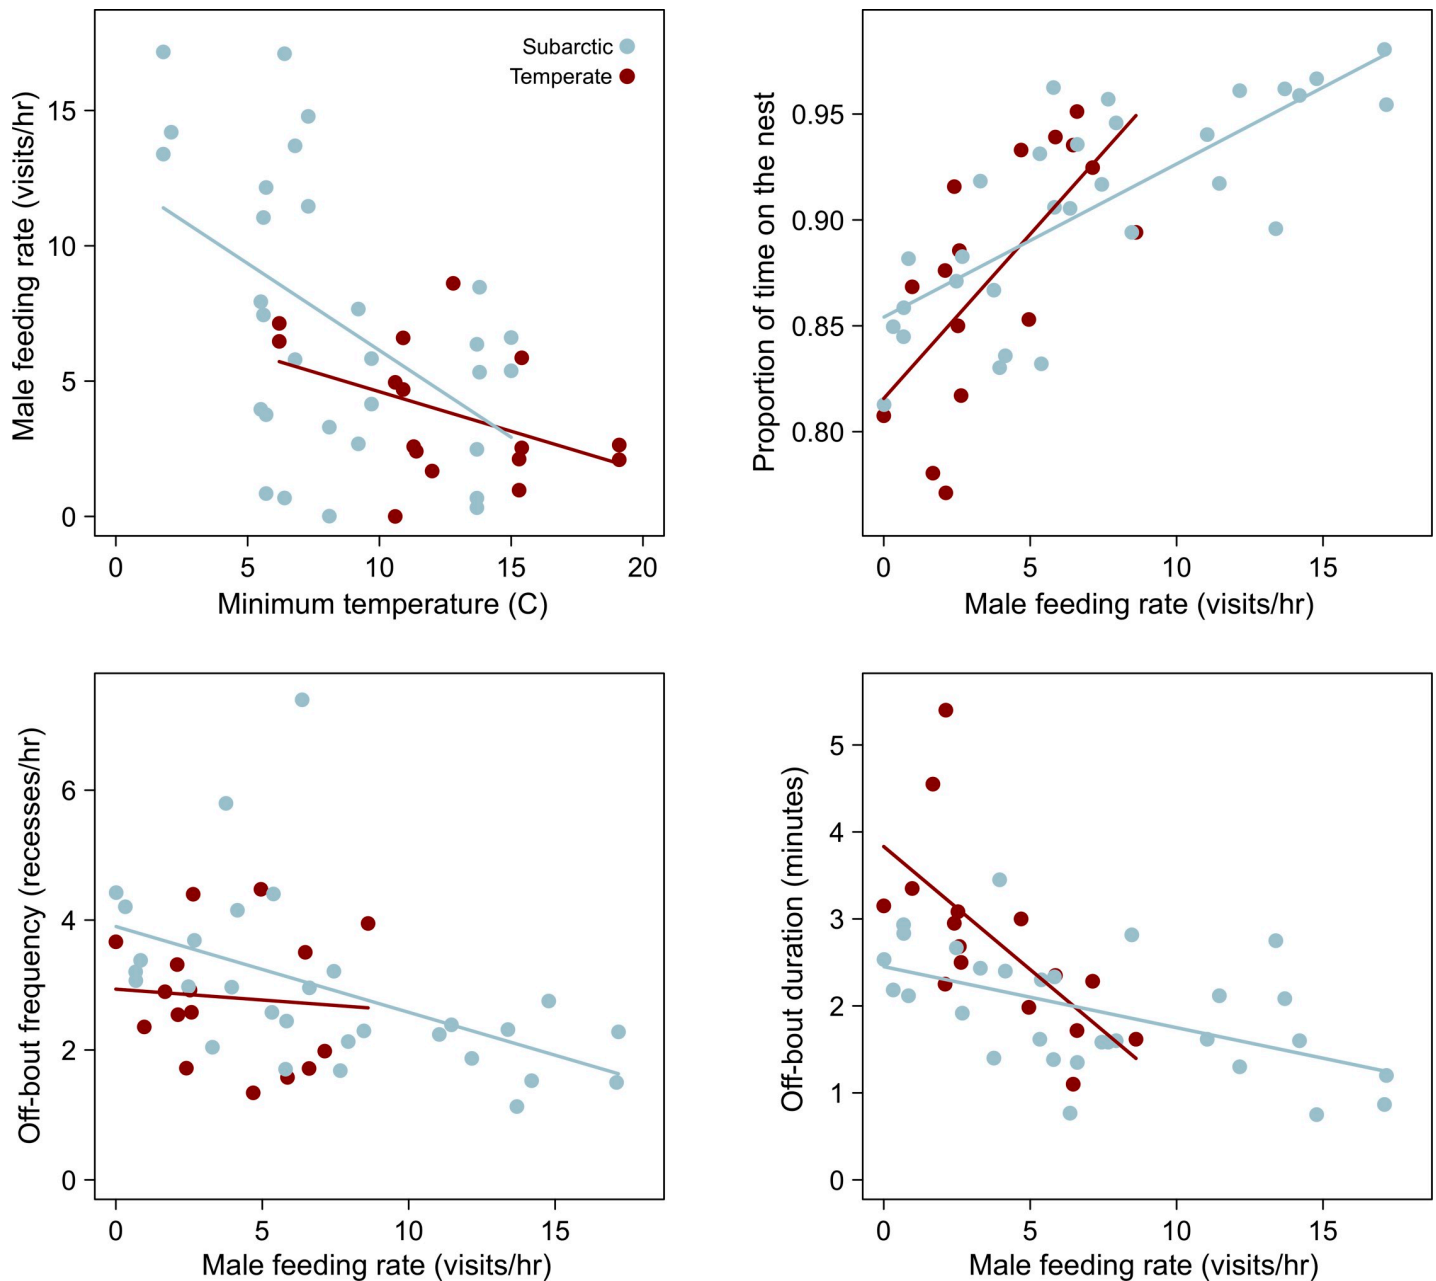 Subarctic
Temperate
Male feeding rate (visits/hr)
15
10
5
0
0 5 10 15 20
Minimum temperature (C)
Proportion of time on the nest
0.95
0.90
0.85
0.80
0 5 10 15
Male feeding rate (visits/hr)
Off-bout frequency (recesses/hr)
6
4
2
0
0 5 10 15
Male feeding rate (visits/hr)
Off-bout duration (minutes)
5
4
3
2
1
0
0 5 10 15
Male feeding rate (visits/hr)